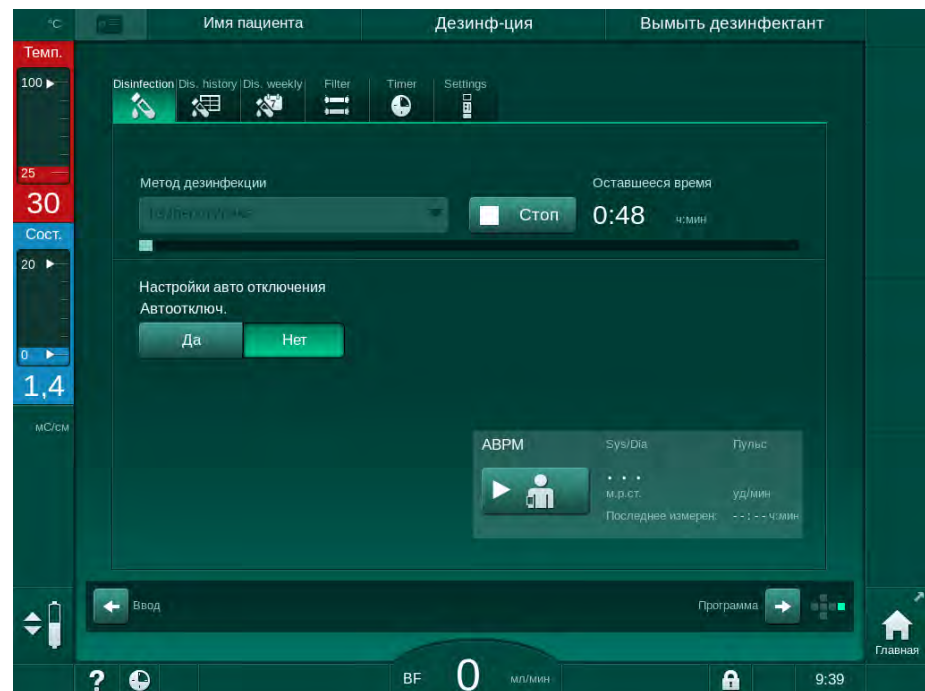 °C
Имя пациента Дезинф-ция Вымыть дезинфектант
Темп.
100
25
30
Сост.
20
0
1,4
мС/см
Disinfection Dis. history Dis. weekly Filter Timer Settings
Метод дезинфекции
Стоп
Оставшееся время
0:48 ч:мин
Настройки авто отключения
Автоотключ.
Да Нет
АВРМ Sys/Dia Пульс
м.р.ст. уд/мин
Последнее измерен: --:-- ч:мин
Ввод Программа
Главная
? BF 0 мл/мин 9:39